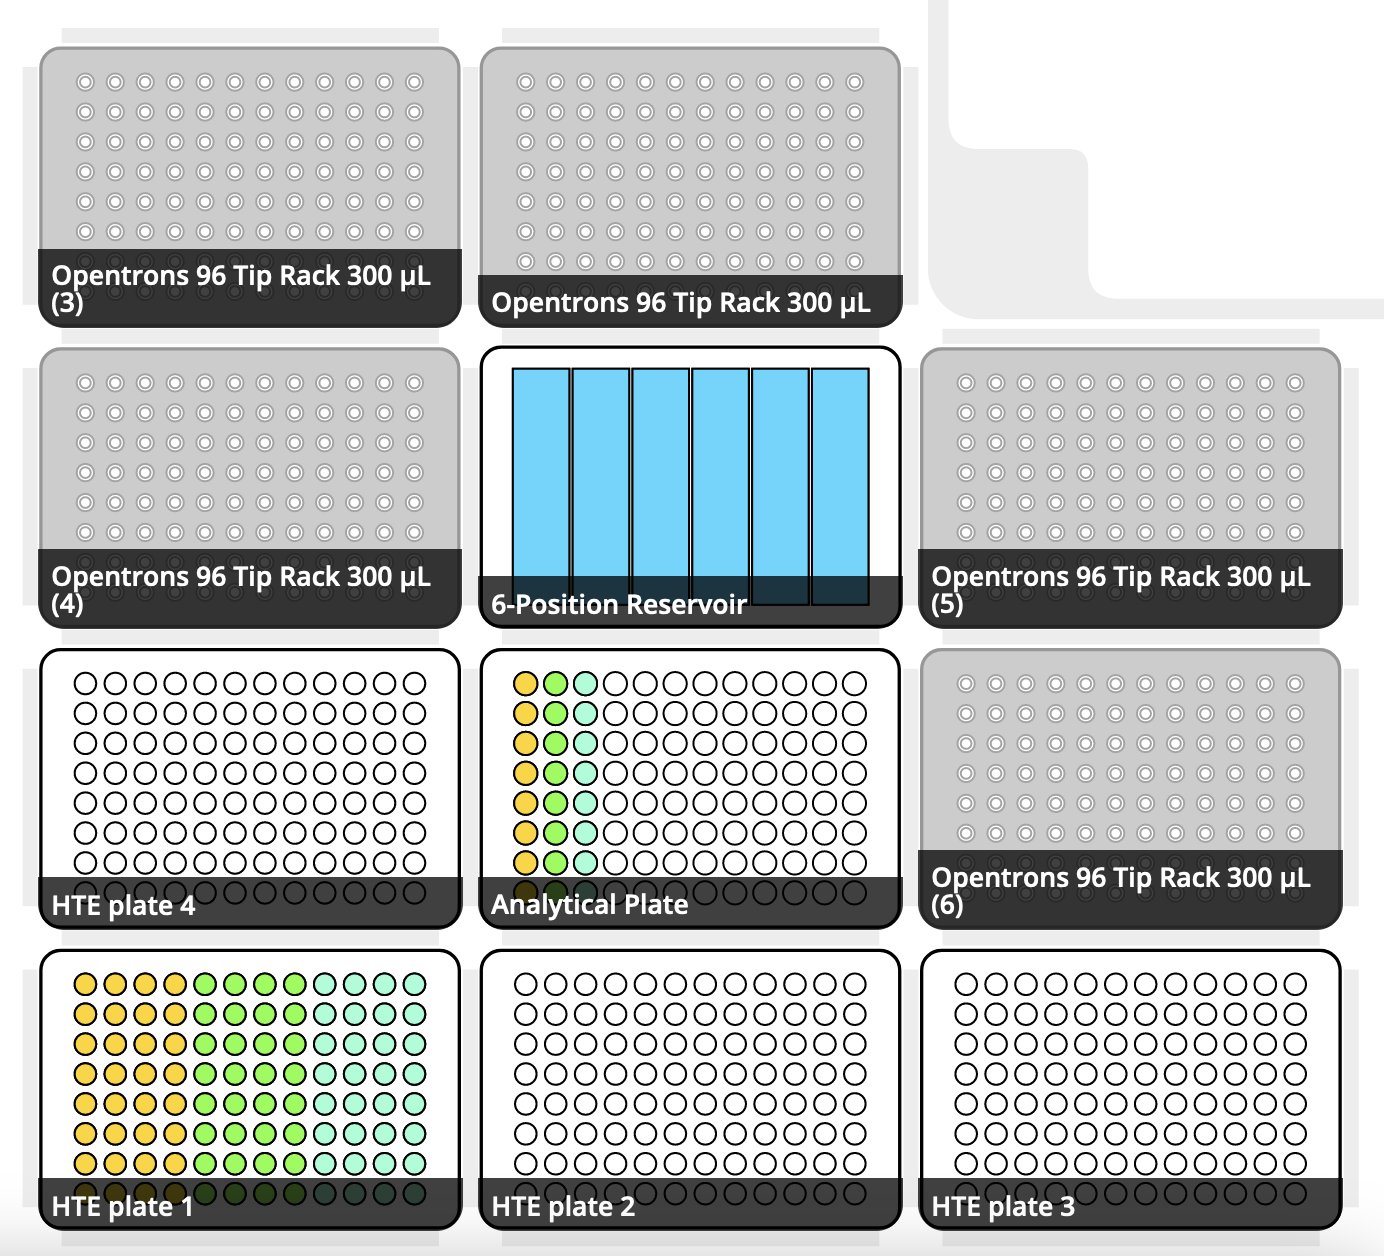 Opentrons 96 Tip Rack 300 µL
(3)
Opentrons 96 Tip Rack 300 µL
Opentrons 96 Tip Rack 300 µL
(4)
6-Position Reservoir
Opentrons 96 Tip Rack 300 µL
(5)
HTE plate 4
Analytical Plate
Opentrons 96 Tip Rack 300 µL
(6)
HTE plate 1
HTE plate 2
HTE plate 3